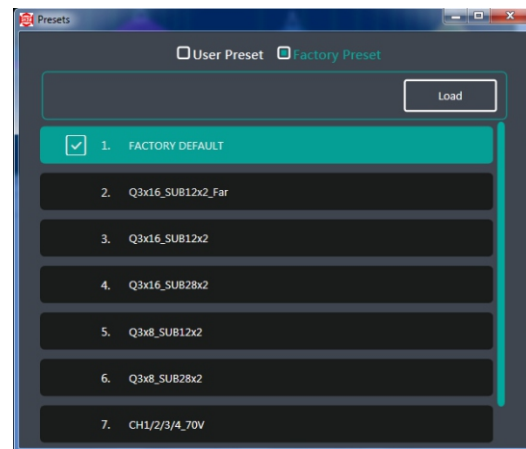 Presets
User Preset Factory Preset
Load
1. FACTORY DEFAULT
2. Q3x16_SUB12x2_Far
3. Q3x16_SUB12x2
4. Q3x16_SUB28x2
5. Q3x8_SUB12x2
6. Q3x8_SUB28x2
7. CH1/2/3/4_70V